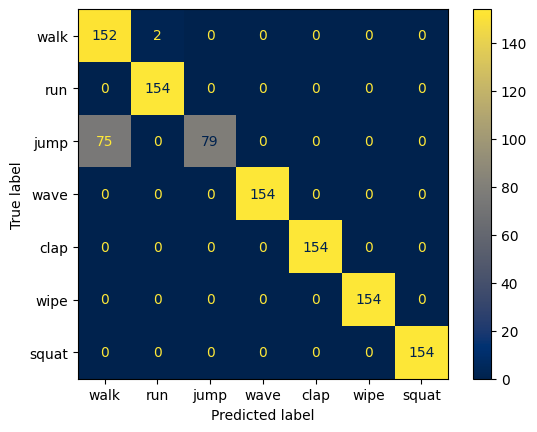 True label
walk 152 2 0 0 0 0 0
run 0 154 0 0 0 0 0
jump 75 0 79 0 0 0 0
wave 0 0 0 154 0 0 0
clap 0 0 0 0 154 0 0
wipe 0 0 0 0 0 154 0
squat 0 0 0 0 0 0 154
walk run jump wave clap wipe squat
Predicted label
140
120
100
80
60
40
20
0